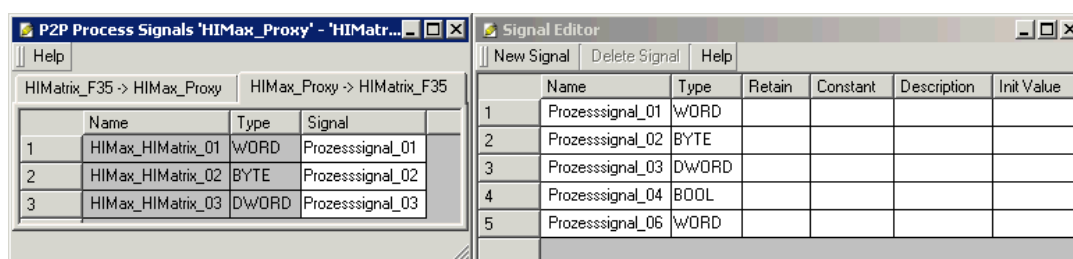 P2P Process Signals 'HIMax_Proxy' - 'HIMatr...
Help
HIMatrix_F35 -> HIMax_Proxy HIMax_Proxy -> HIMatrix_F35
Name Type Signal
1 HIMax_HIMatrix_01 WORD Prozesssignal_01
2 HIMax_HIMatrix_02 BYTE Prozesssignal_02
3 HIMax_HIMatrix_03 DWORD Prozesssignal_03
Signal Editor
New Signal Delete Signal Help
Name Type Retain Constant Description Init Value
1 Prozesssignal_01 WORD
2 Prozesssignal_02 BYTE
3 Prozesssignal_03 DWORD
4 Prozesssignal_04 BOOL
5 Prozesssignal_06 WORD